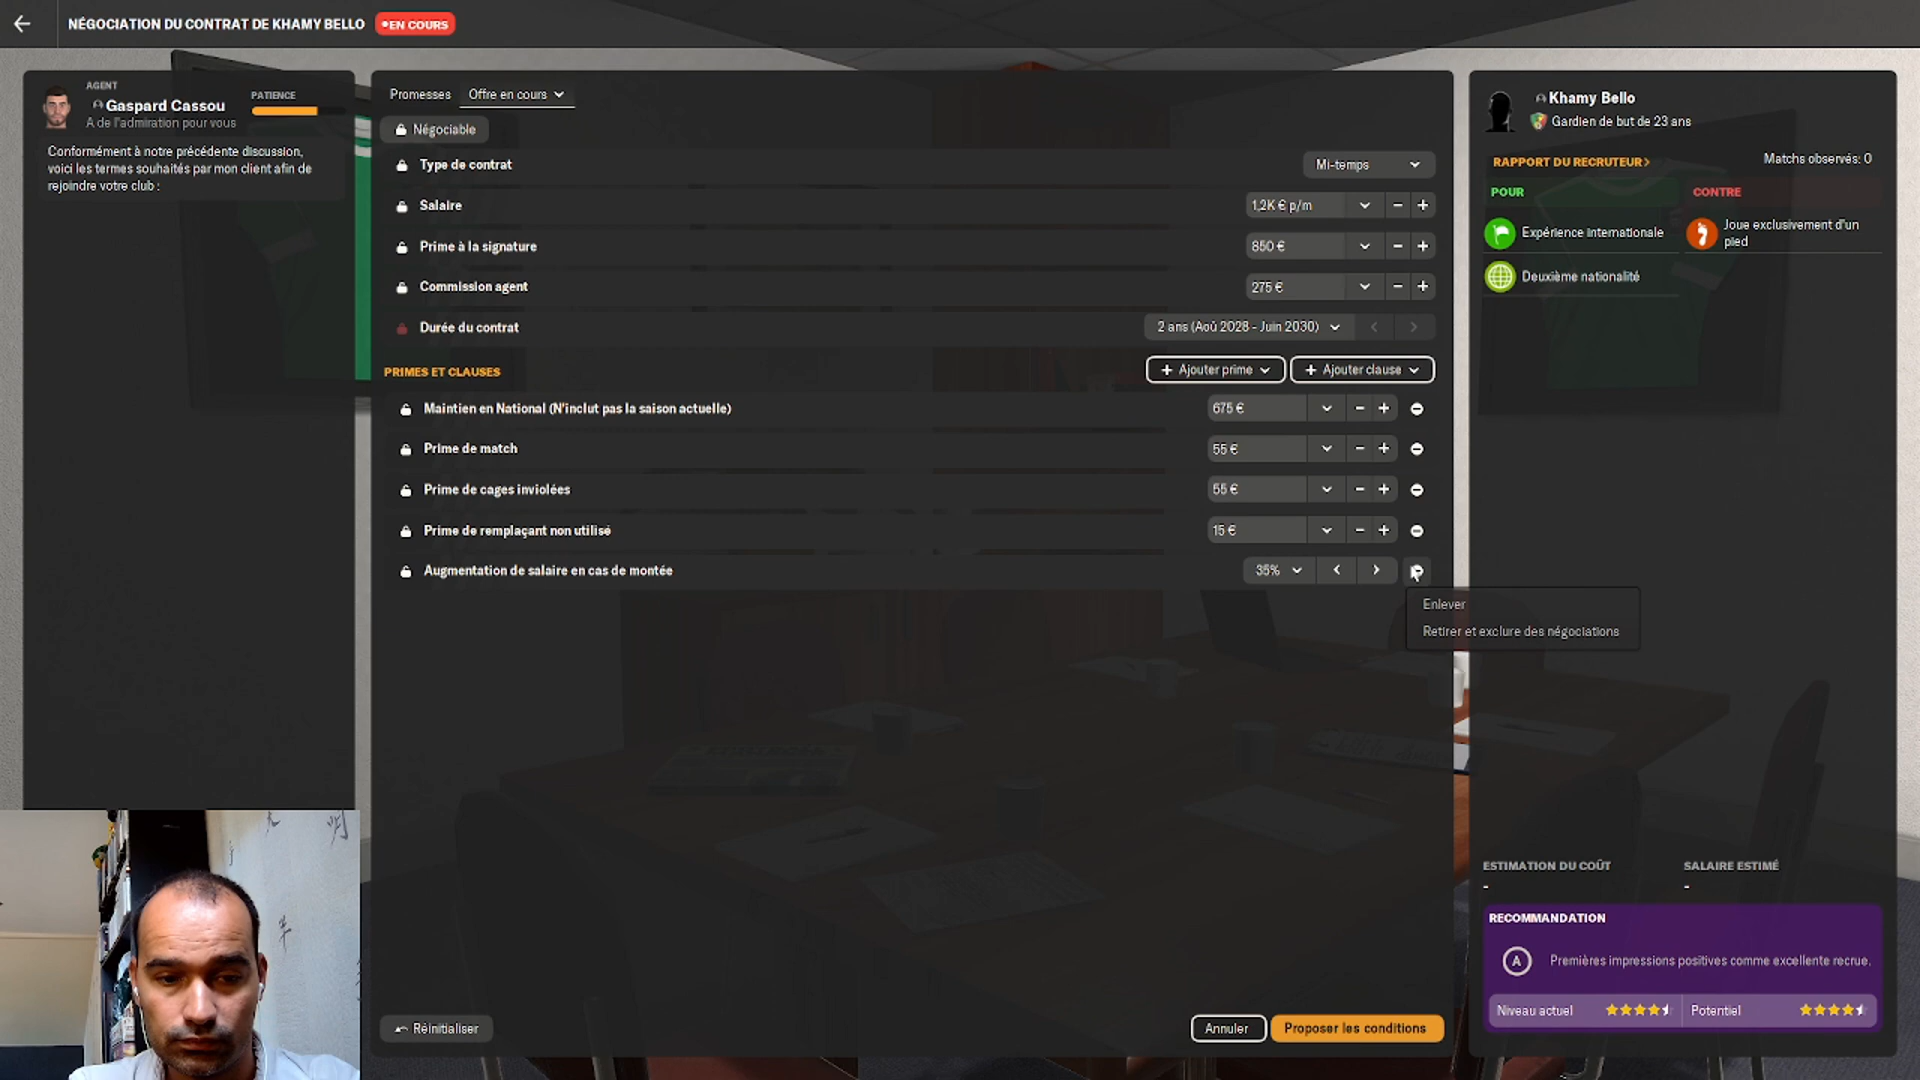 NÉGOCIATION DU CONTRAT DE KHAMY BELLO
EN COURS
AGENT
Gaspard Cassou
A de l'admiration pour vous
PATIENCE
Conformément à notre précédente discussion,
voici les termes souhaités par mon client afin de
rejoindre votre club :
Promesses Offre en cours
Négociable
Type de contrat Mi-temps
Salaire 1,2K € p/m
Prime à la signature 850 €
Commission agent 275 €
Durée du contrat 2 ans (Aoû 2028 - Juin 2030)
PRIMES ET CLAUSES + Ajouter prime + Ajouter clause
Maintien en National (N'inclut pas la saison actuelle) 675 €
Prime de match 55 €
Prime de cages inviolées 55 €
Prime de remplaçant non utilisé 15 €
Augmentation de salaire en cas de montée 35%
Enlever
Retirer et exclure des négociations
Réinitialiser
Annuler
Proposer les conditions
Khamy Bello
Gardien de but de 23 ans
RAPPORT DU RECRUTEUR> Matchs observés: 0
POUR CONTRE
Expérience internationale
Joue exclusivement d'un
pied
Deuxième nationalité
ESTIMATION DU COÛT SALAIRE ESTIMÉ
- -
RECOMMANDATION
A Premières impressions positives comme excellente recrue.
Niveau actuel Potentiel